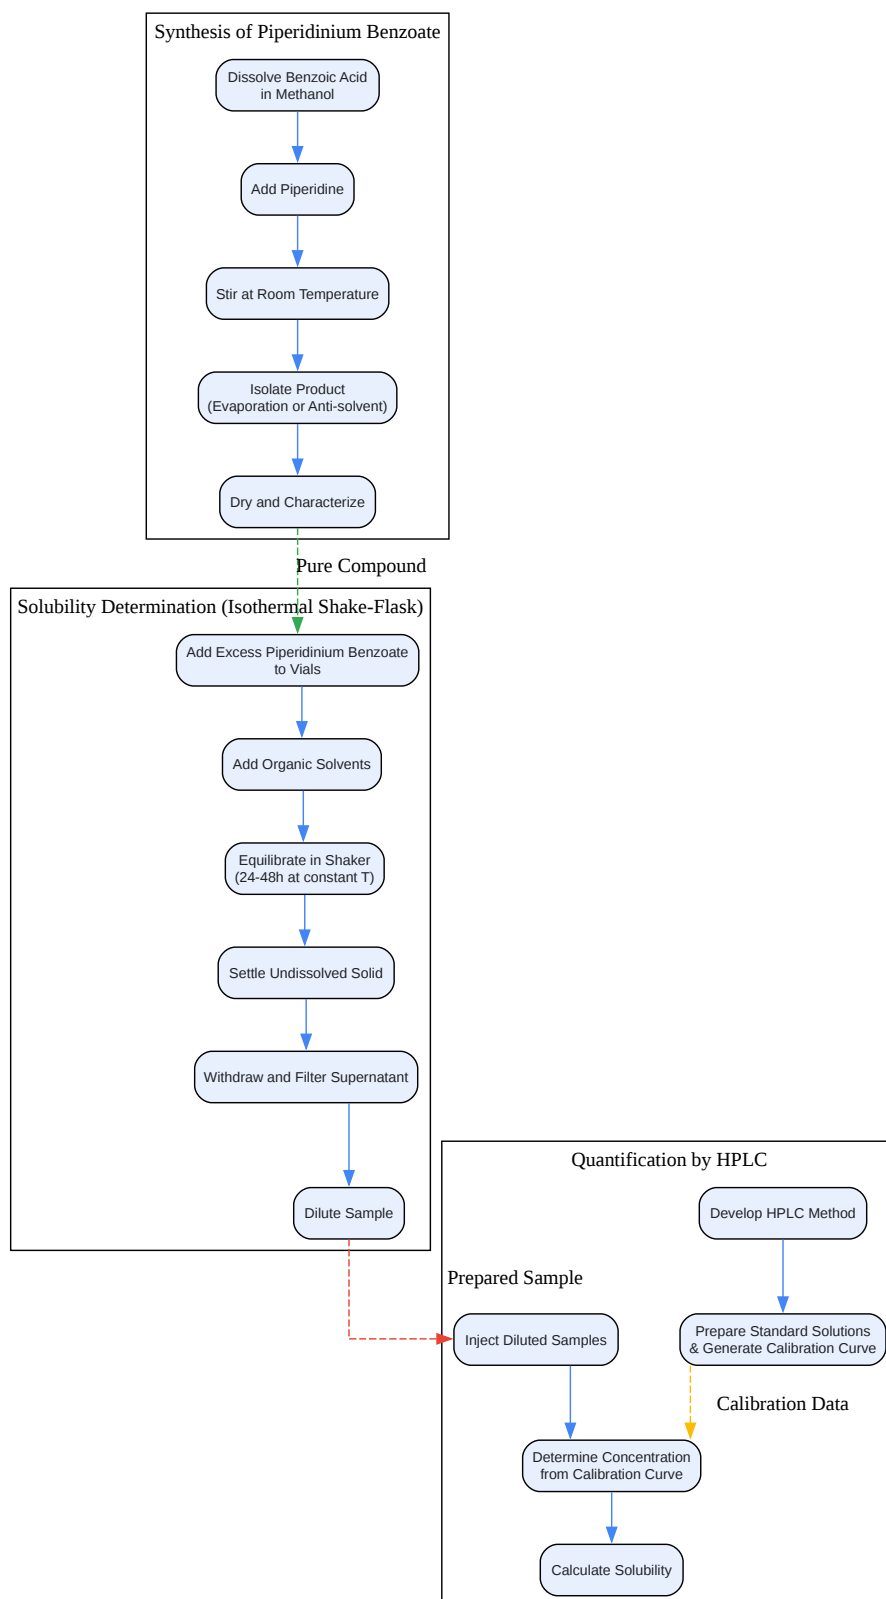 Synthesis of Piperidinium Benzoate
Dissolve Benzoic Acid
in Methanol
Add Piperidine
Stir at Room Temperature
Isolate Product
(Evaporation or Anti-solvent)
Dry and Characterize
Pure Compound
Solubility Determination (Isothermal Shake-Flask)
Add Excess Piperidinium Benzoate
to Vials
Add Organic Solvents
Equilibrate in Shaker
(24-48h at constant T)
Settle Undissolved Solid
Withdraw and Filter Supernatant
Dilute Sample
Quantification by HPLC
Develop HPLC Method
Prepared Sample
Inject Diluted Samples
Prepare Standard Solutions
& Generate Calibration Curve
Calibration Data
Determine Concentration
from Calibration Curve
Calculate Solubility